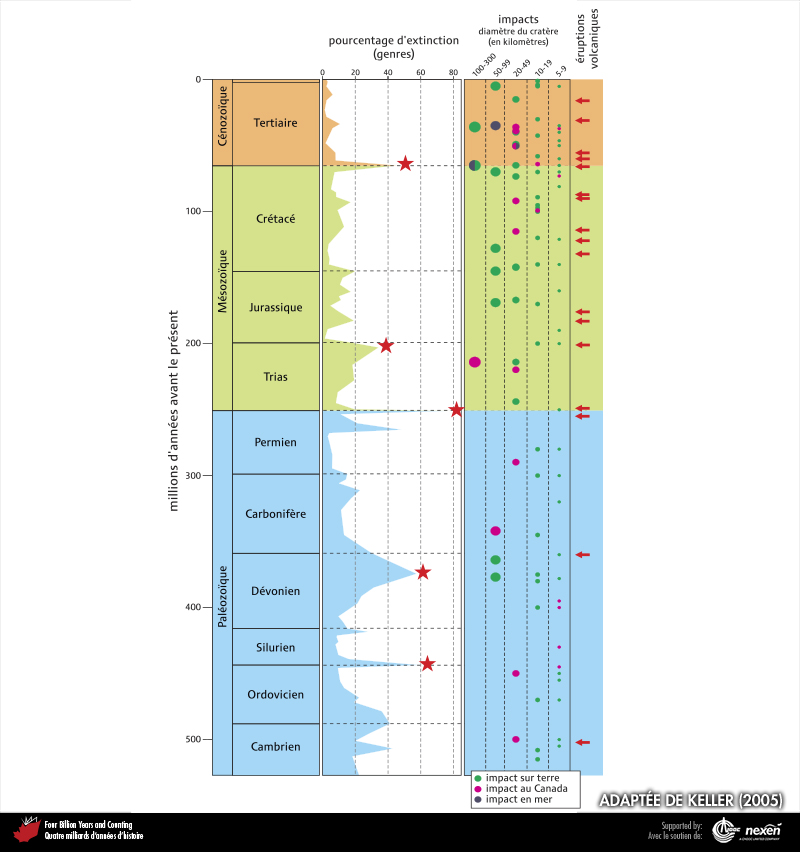 pourcentage d'extinction
(genres)
0 20 40 60 80
impacts
diamètre du cratère
(en kilomètres)
100-300
50-99
20-49
10-19
5-9
éruptions
volcaniques
millions d'années avant le présent
0
100
200
300
400
500
Cénozoïque
Tertiaire
Mésozoïque
Crétacé
Jurassique
Trias
Paléozoïque
Permien
Carbonifère
Dévonien
Silurien
Ordovicien
Cambrien
impact sur terre
impact au Canada
impact en mer
ADAPTÉE DE KELLER (2005)
Four Billion Years and Counting
Quatre milliards d'années d'histoire
Supported by:
Avec le soutien de:
nexen